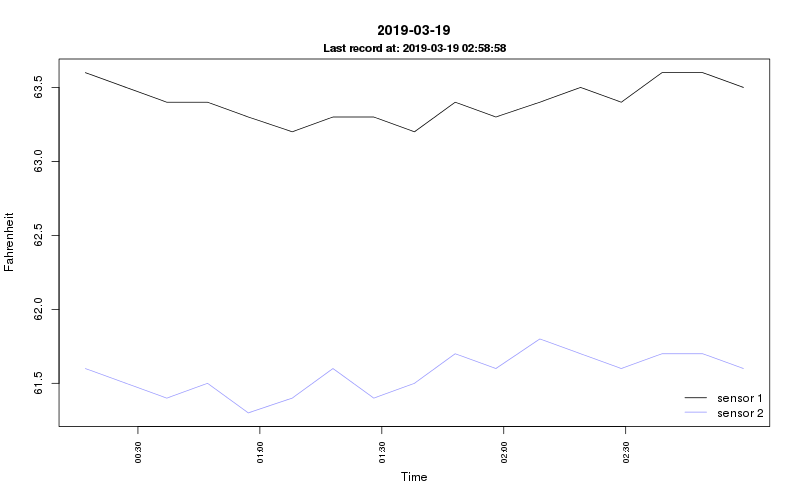 2019-03-19
Last record at: 2019-03-19 02:58:58
Fahrenheit
63.5
63.0
62.5
62.0
61.5
sensor 1
sensor 2
00:30
01:00
01:30
02:00
02:30
Time